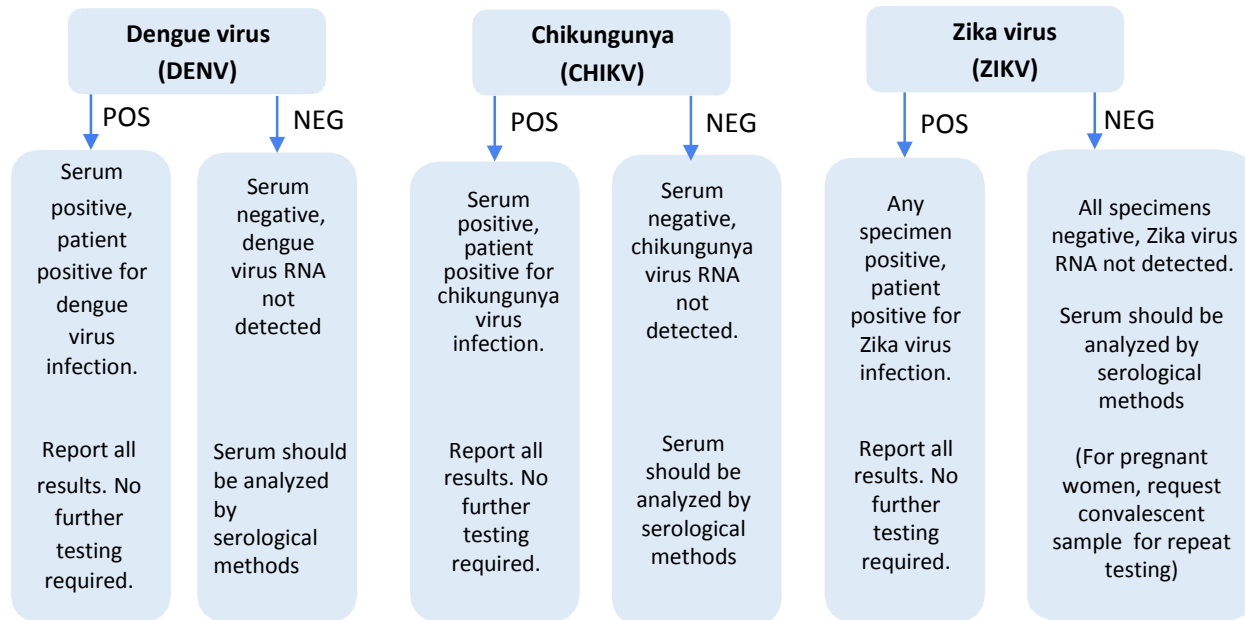 Dengue virus
(DENV)
POS
NEG
Serum
positive,
patient
positive for
dengue
virus
infection.
Report all
results. No
further
testing
required.
Serum
negative,
dengue
virus RNA
not
detected
Serum should
be analyzed
by
serological
methods
Chikungunya
(CHIKV)
POS
NEG
Serum
positive,
patient
positive for
chikungunya
virus
infection.
Report all
results. No
further
testing
required.
Serum
negative,
chikungunya
virus RNA
not
detected.
Serum
should be
analyzed by
serological
methods
Zika virus
(ZIKV)
POS
NEG
Any
specimen
positive,
patient
positive for
Zika virus
infection.
Report all
results. No
further
testing
required.
All specimens
negative, Zika virus
RNA not detected.
Serum should be
analyzed by
serological
methods
(For pregnant
women, request
convalescent
sample for repeat
testing)